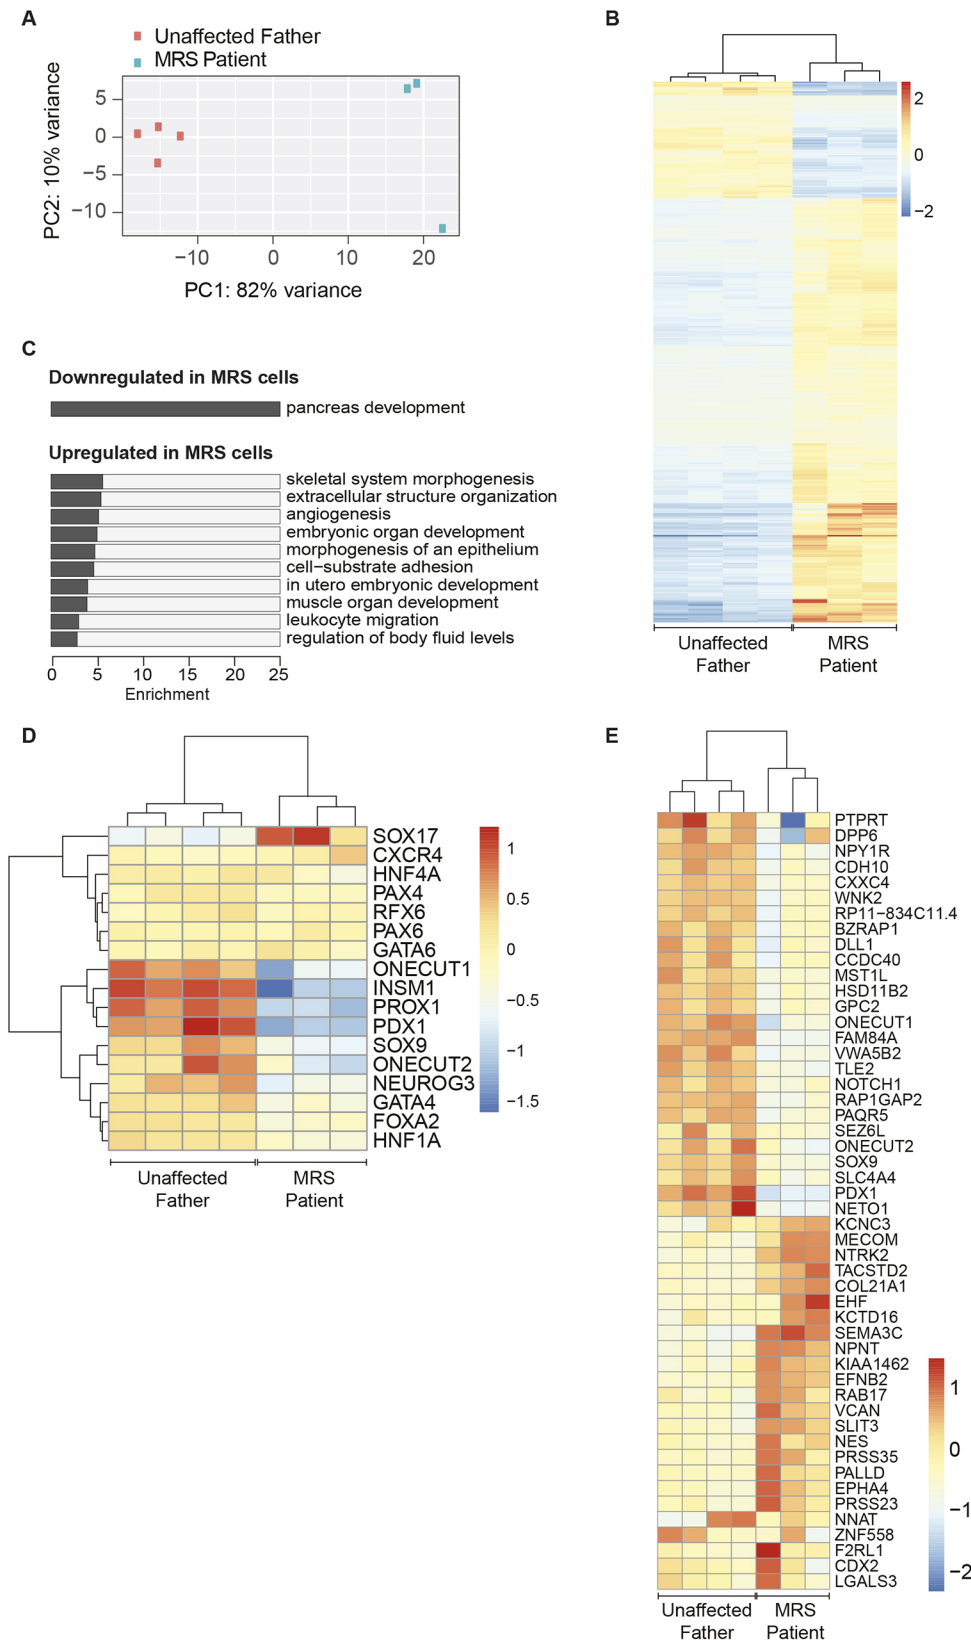 A
Unaffected Father
MRS Patient
PC2: 10% variance
5
0
−5
−10
−10
0
10
20
PC1: 82% variance
B
2
0
−2
Unaffected
Father
MRS
Patient
C
Downregulated in MRS cells
pancreas development
Upregulated in MRS cells
skeletal system morphogenesis
extracellular structure organization
angiogenesis
embryonic organ development
morphogenesis of an epithelium
cell−substrate adhesion
in utero embryonic development
muscle organ development
leukocyte migration
regulation of body fluid levels
0 5 10 15 20 25
Enrichment
D
SOX17
CXCR4
HNF4A
PAX4
RFX6
PAX6
GATA6
ONECUT1
INSM1
PROX1
PDX1
SOX9
ONECUT2
NEUROG3
GATA4
FOXA2
HNF1A
1
0.5
0
−0.5
−1
−1.5
Unaffected
Father
MRS
Patient
E
PTPRT
DPP6
NPY1R
CDH10
CXXC4
WNK2
RP11−834C11.4
BZRAP1
DLL1
CCDC40
MST1L
HSD11B2
GPC2
ONECUT1
FAM84A
VWA5B2
TLE2
NOTCH1
RAP1GAP2
PAQR5
SEZ6L
ONECUT2
SOX9
SLC4A4
PDX1
NETO1
KCNC3
MECOM
NTRK2
TACSTD2
COL21A1
EHF
KCTD16
SEMA3C
NPNT
KIAA1462
EFNB2
RAB17
VCAN
SLIT3
NES
PRSS35
PALLD
EPHA4
PRSS23
NNAT
ZNF558
F2RL1
CDX2
LGALS3
1
0
−1
−2
Unaffected
Father
MRS
Patient